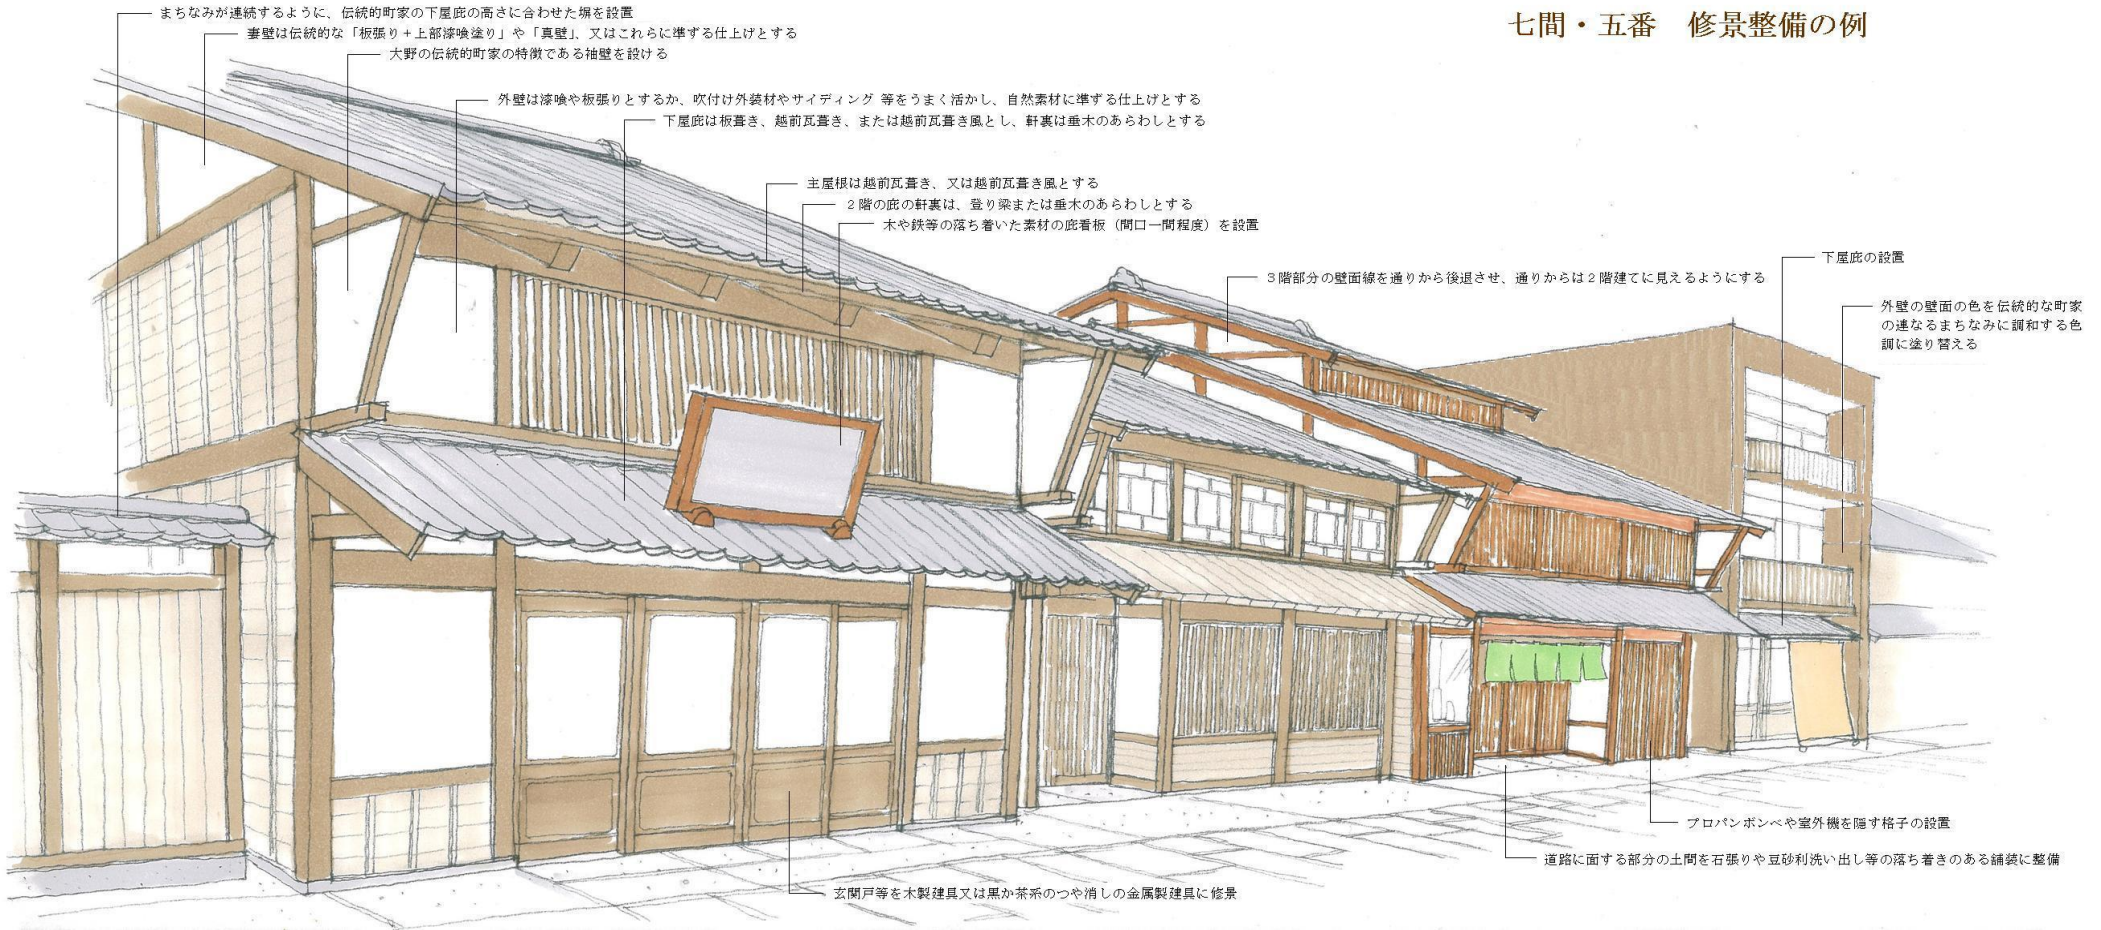 七間・五番　修景整備の例
まちなみが連続するように、伝統的町家の下屋庇の高さに合わせた塀を設置
妻壁は伝統的な「板張り＋上部漆喰塗り」や「真壁」、又はこれらに準ずる仕上げとする
大野の伝統的町家の特徴である袖壁を設ける
外壁は漆喰や板張りとするか、吹付け外装材やサイディング 等をうまく活かし、自然素材に準ずる仕上げとする
下屋庇は板葺き、越前瓦葺き、または越前瓦葺き風とし、軒裏は垂木のあらわしとする
主屋根は越前瓦葺き、又は越前瓦葺き風とする
２階の庇の軒裏は、登り梁または垂木のあらわしとする
木や鉄等の落ち着いた素材の庇看板（間口一間程度）を設置
３階部分の壁面線を通りから後退させ、通りからは２階建てに見えるようにする
下屋庇の設置
外壁の壁面の色を伝統的な町家
の連なるまちなみに調和する色
調に塗り替える
プロパンボンベや室外機を隠す格子の設置
道路に面する部分の土間を石張りや豆砂利洗い出し等の落ち着きのある舗装に整備
玄関戸等を木製建具又は黒か茶系のつや消しの金属製建具に修景